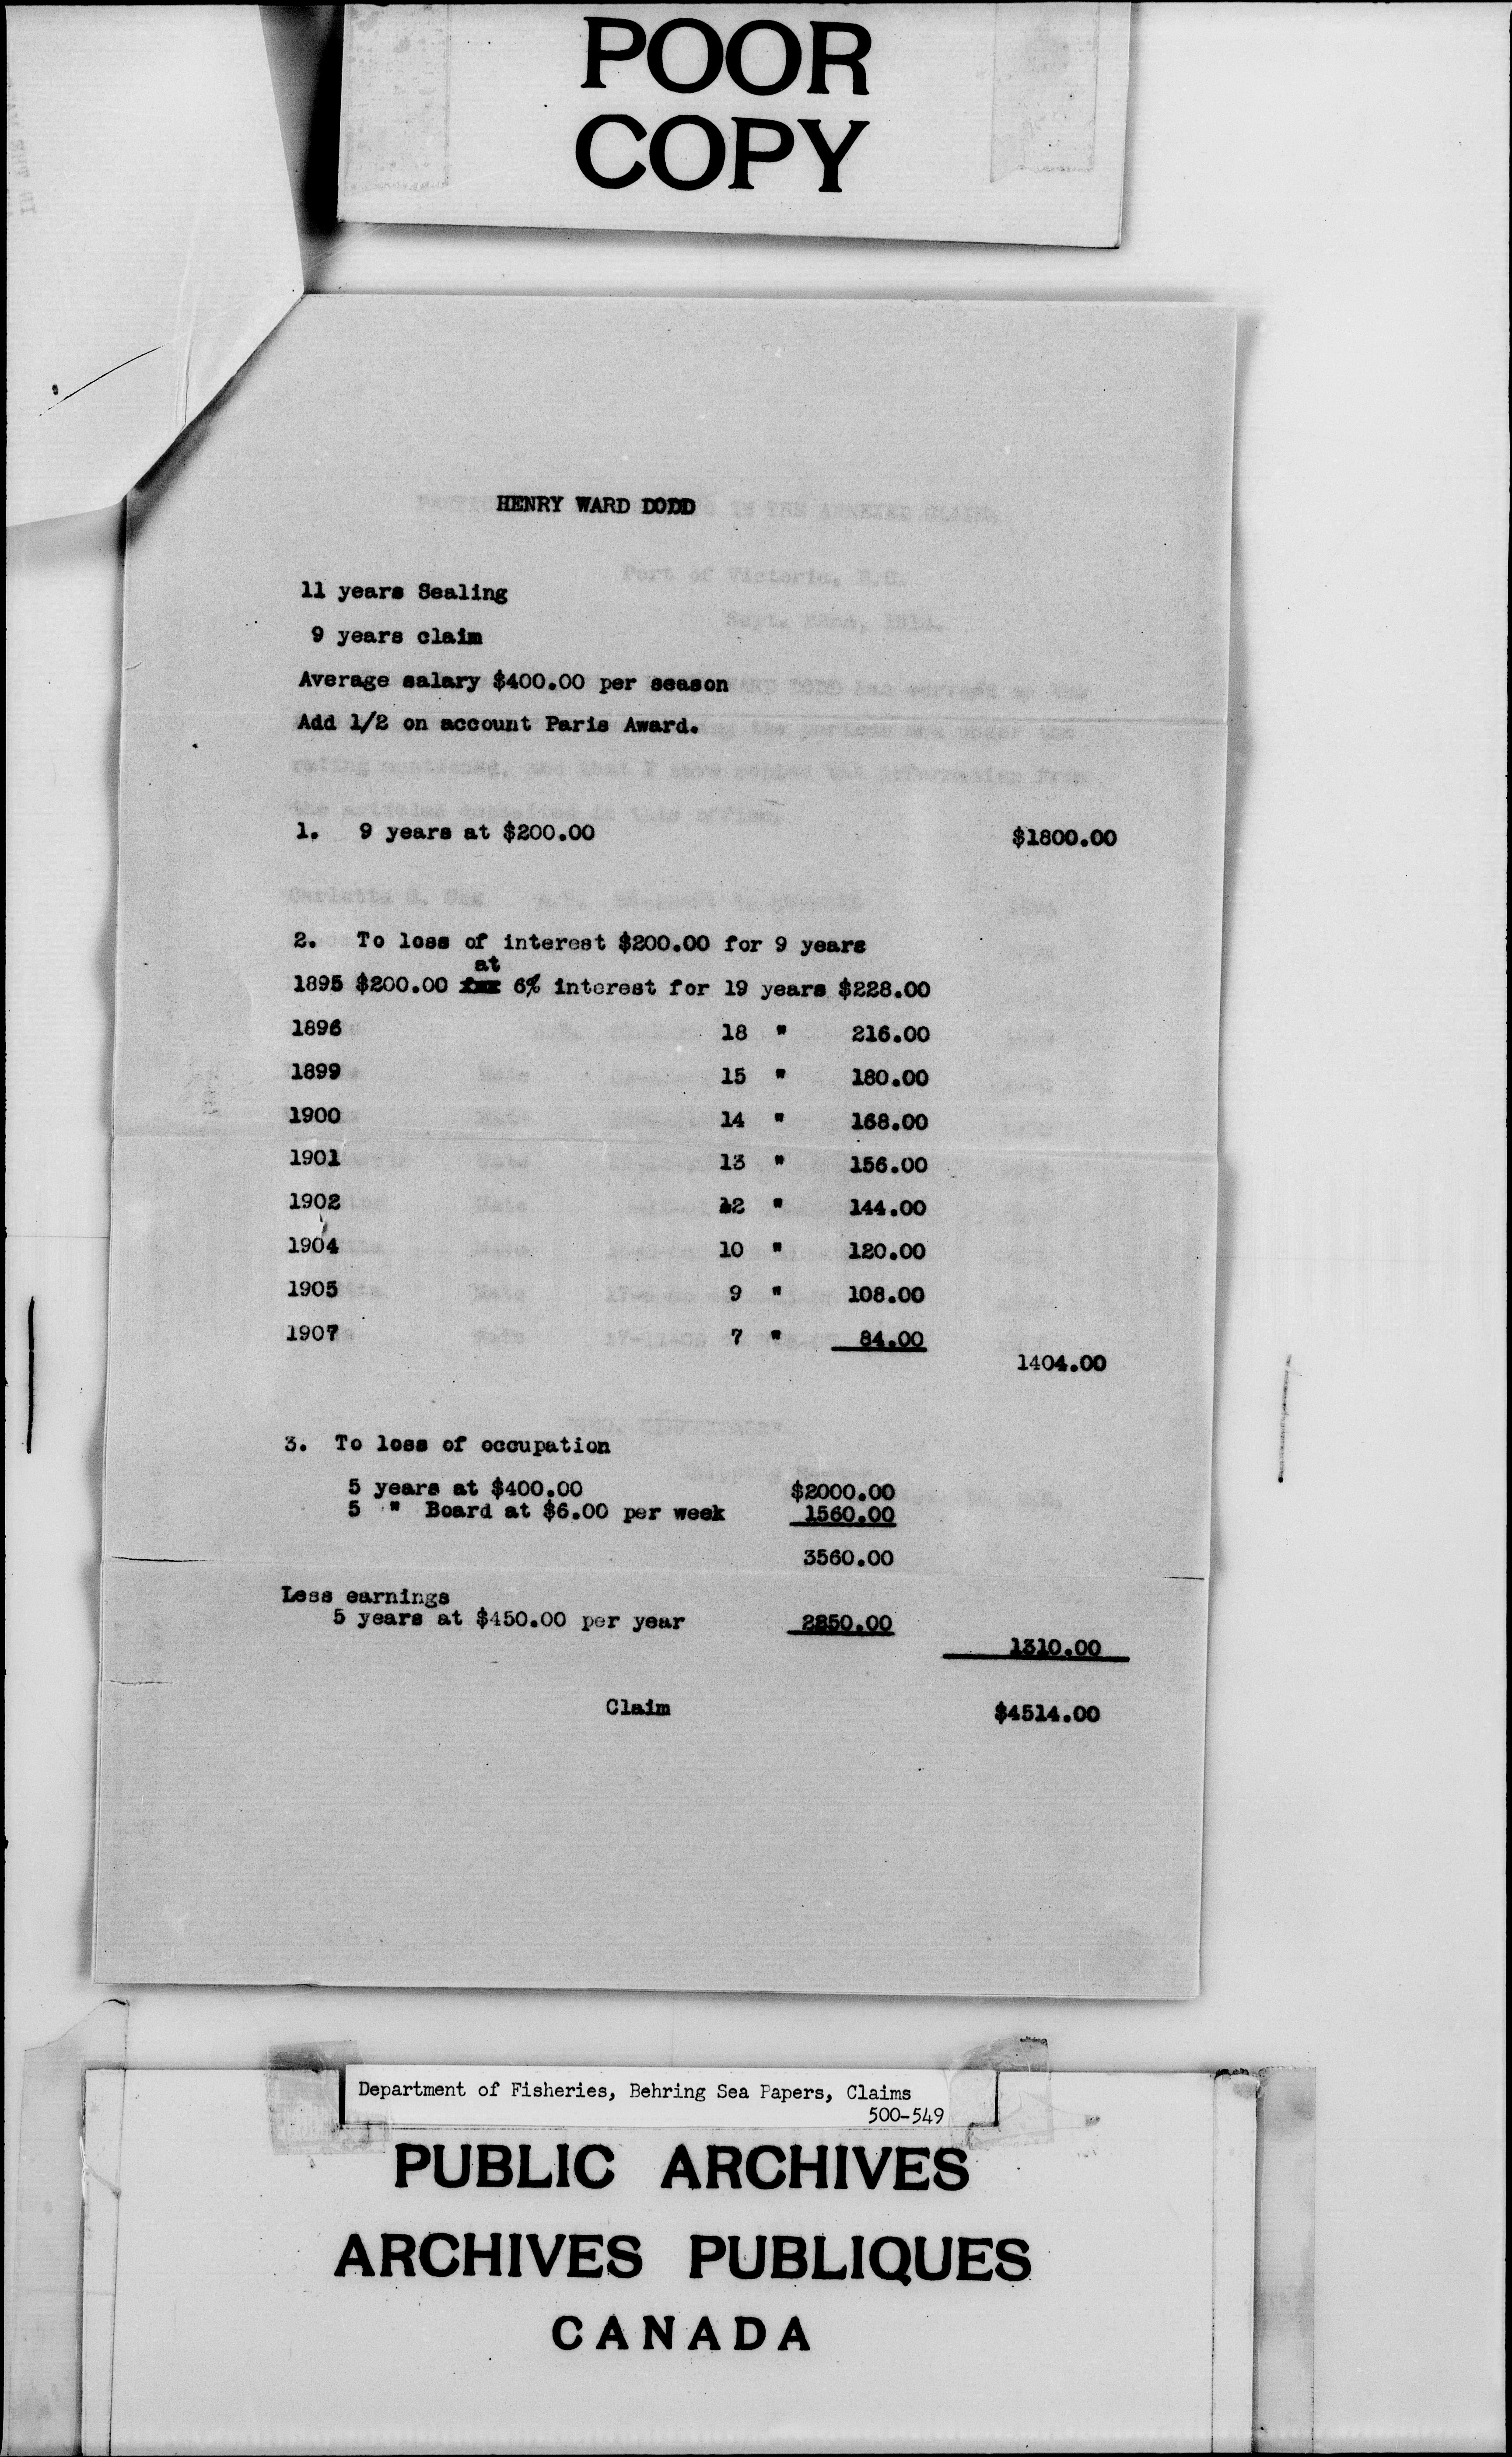 POOR
COPY
HENRY WARD DODD
11 years Sealing
9 years claim
Average salary $400.00 per season
Add 1/2 on account Paris Award.
1. 9 years at $200.00 $1800.00
2. To loss of interest $200.00 for 9 years
at
1895 $200.00 6% interest for 19 years $228.00
1896 18 " 216.00
1899 15 " 180.00
1900 14 " 168.00
1901 13 " 156.00
1902 12 " 144.00
1904 10 " 120.00
1905 9 " 108.00
1907 7 " 84.00
1404.00
3. To loss of occupation
5 years at $400.00 $2000.00
5 " Board at $6.00 per week 1560.00
3560.00
Less earnings
5 years at $450.00 per year 2250.00
1310.00
Claim $4514.00
Department of Fisheries, Behring Sea Papers, Claims
500-549
PUBLIC ARCHIVES
ARCHIVES PUBLIQUES
CANADA